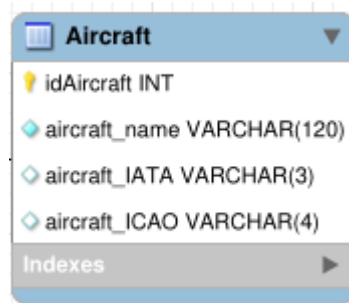 Aircraft
idAircraft INT
aircraft_name VARCHAR(120)
aircraft_IATA VARCHAR(3)
aircraft_ICAO VARCHAR(4)
Indexes